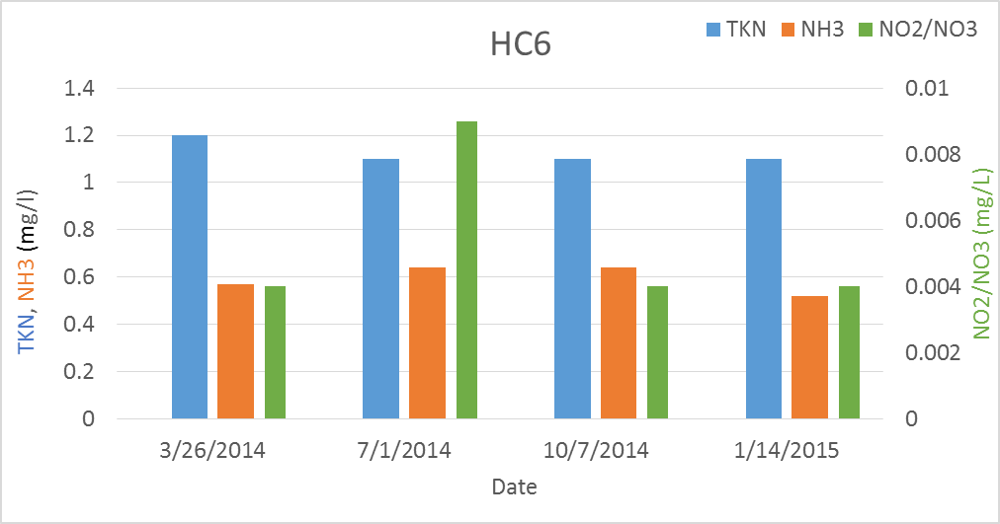 HC6
TKN NH3 NO2/NO3
1.4
1.2
1
0.8
0.6
0.4
0.2
0
0.01
0.008
0.006
0.004
0.002
0
TKN, NH3 (mg/l)
NO2/NO3 (mg/L)
3/26/2014 7/1/2014 10/7/2014 1/14/2015
Date